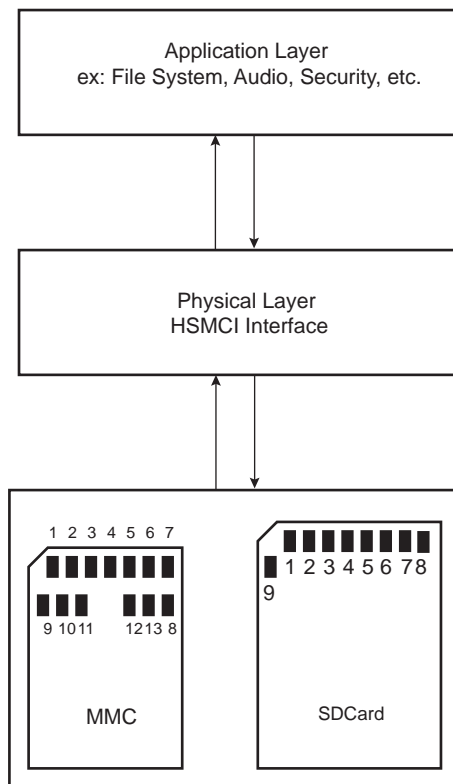 Application Layer
ex: File System, Audio, Security, etc.
Physical Layer
HSMCI Interface
1 2 3 4 5 6 7
9 10 11 12 13 8
MMC
1 2 3 4 5 6 7 8
9
SDCard